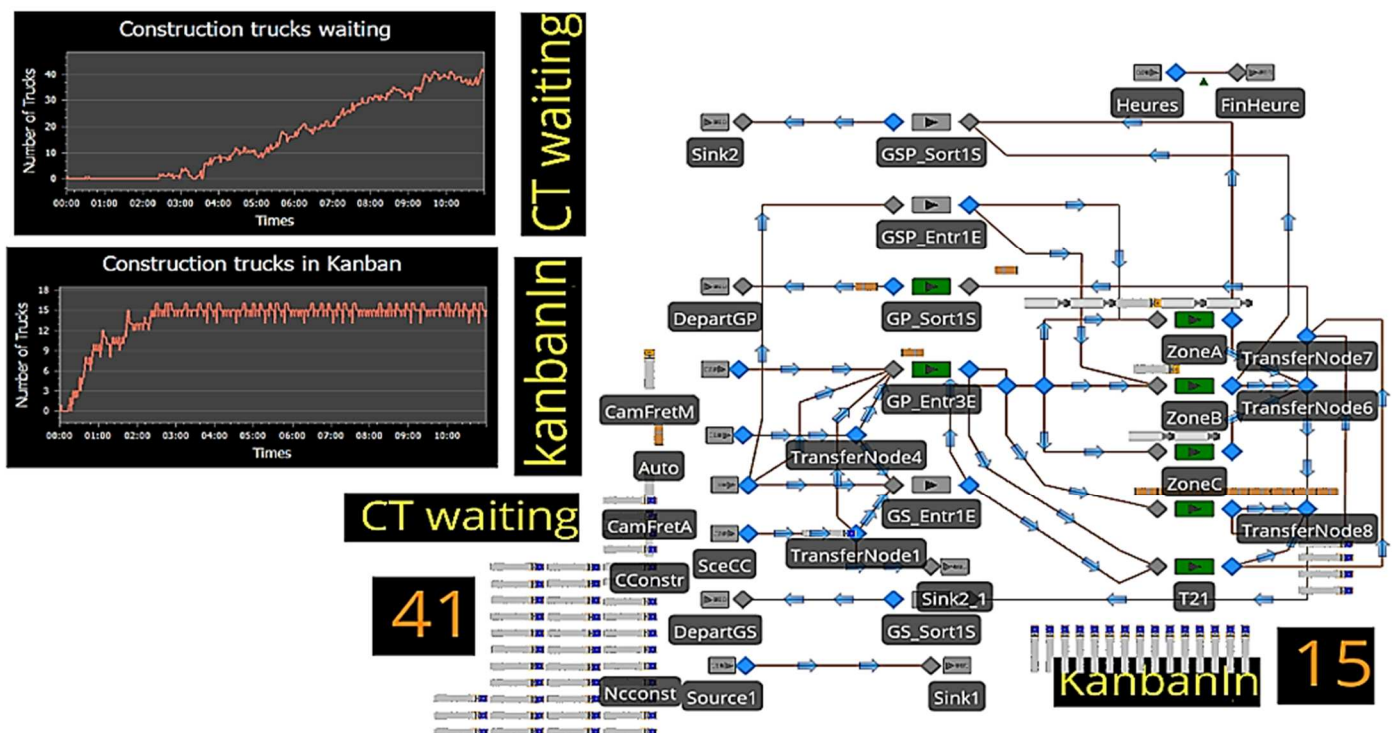 Construction trucks waiting
Number of Trucks
40
30
20
10
0
00:00 01:00 02:00 03:00 04:00 05:00 06:00 07:00 08:00 09:00 10:00
Times
CT waiting
Construction trucks in Kanban
Number of Trucks
18
15
12
9
6
3
0
00:00 01:00 02:00 03:00 04:00 05:00 06:00 07:00 08:00 09:00 10:00
Times
kanbanIn
CT waiting
41
Heures
FinHeure
Sink2
GSP_Sort1S
GSP_Entr1E
DepartGP
GP_Sort1S
ZoneA
TransferNode7
CamFretM
GP_Entr3E
ZoneB
TransferNode6
Auto
TransferNode4
ZoneC
CamFretA
GS_Entr1E
TransferNode8
SceCC
TransferNode1
CConstr
Sink2_1
T21
DepartGS
GS_Sort1S
Ncconst
Source1
Sink1
KanbanIn
15